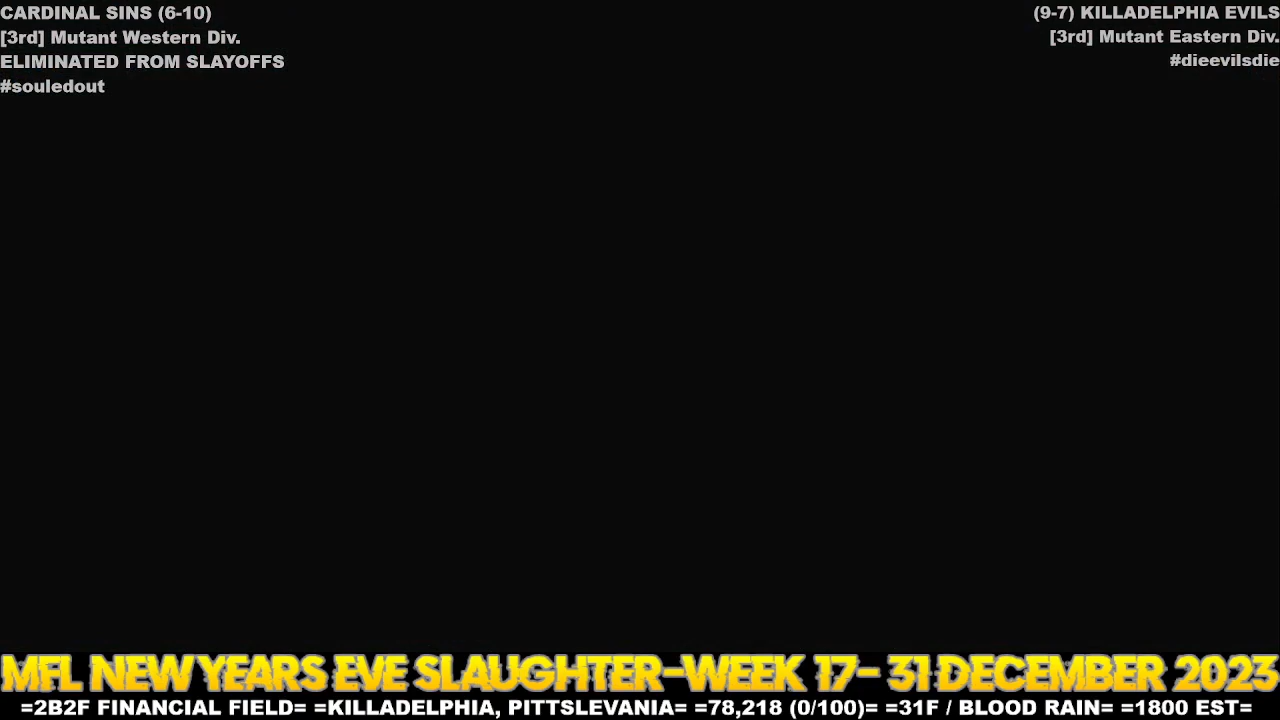 CARDINAL SINS (6-10)
[3rd] Mutant Western Div.
ELIMINATED FROM SLAYOFFS
#souledout
(9-7) KILLADELPHIA EVILS
[3rd] Mutant Eastern Div.
#dieevilsdie
MFL NEW YEARS EVE SLAUGHTER-WEEK 17- 31 DECEMBER 2023
=2B2F FINANCIAL FIELD= =KILLADELPHIA, PITTSLEVANIA= =78,218 (0/100)= =31F / BLOOD RAIN= =1800 EST=